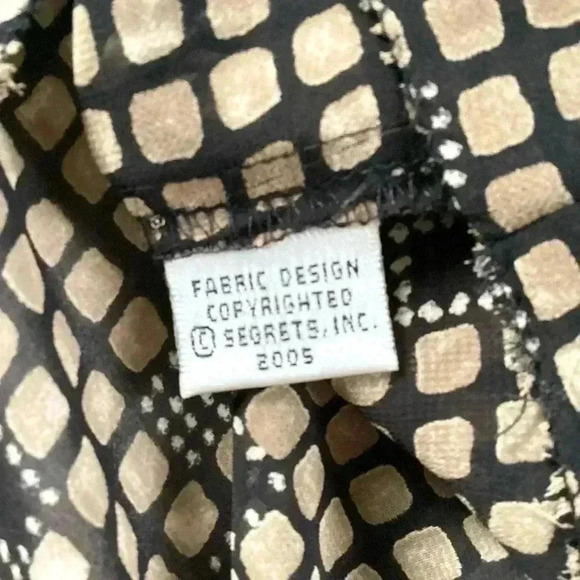 FABRIC DESIGN
COPYRIGHTED
© SEGRETS, INC.
2005